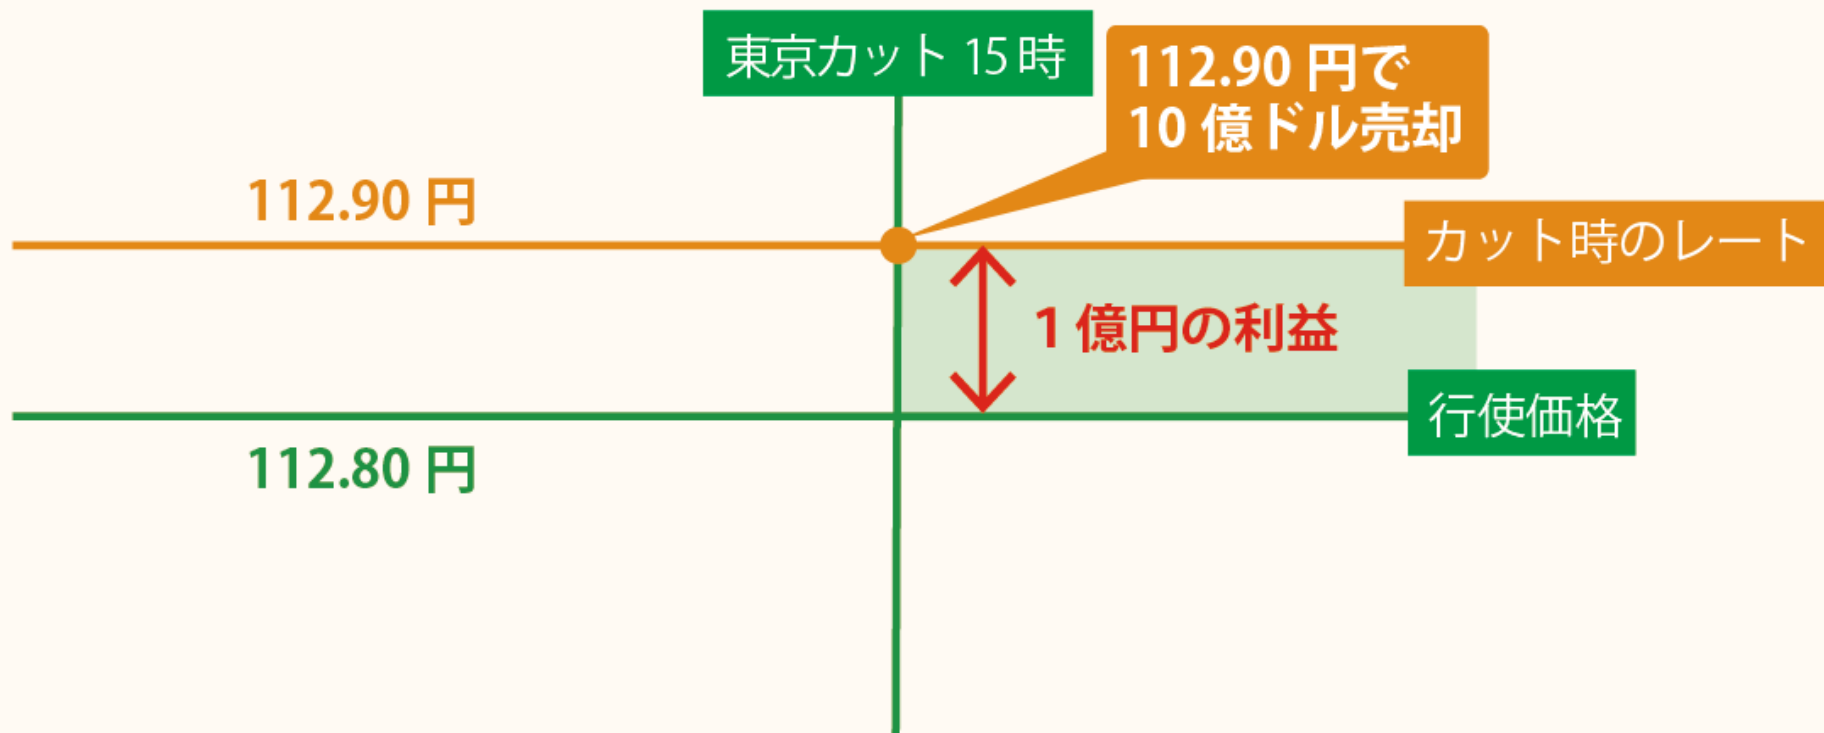 東京カット 15時
112.90 円で
10 億ドル売却
112.90 円
カット時のレート
1 億円の利益
行使価格
112.80 円